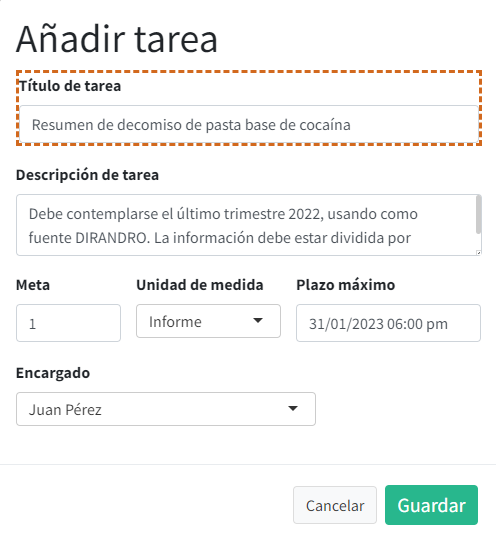 Añadir tarea
Título de tarea
Resumen de decomiso de pasta base de cocaína
Descripción de tarea
Debe contemplarse el último trimestre 2022, usando como
fuente DIRANDRO. La información debe estar dividida por
Meta Unidad de medida Plazo máximo
1 Informe 31/01/2023 06:00 pm
Encargado
Juan Pérez
Cancelar Guardar